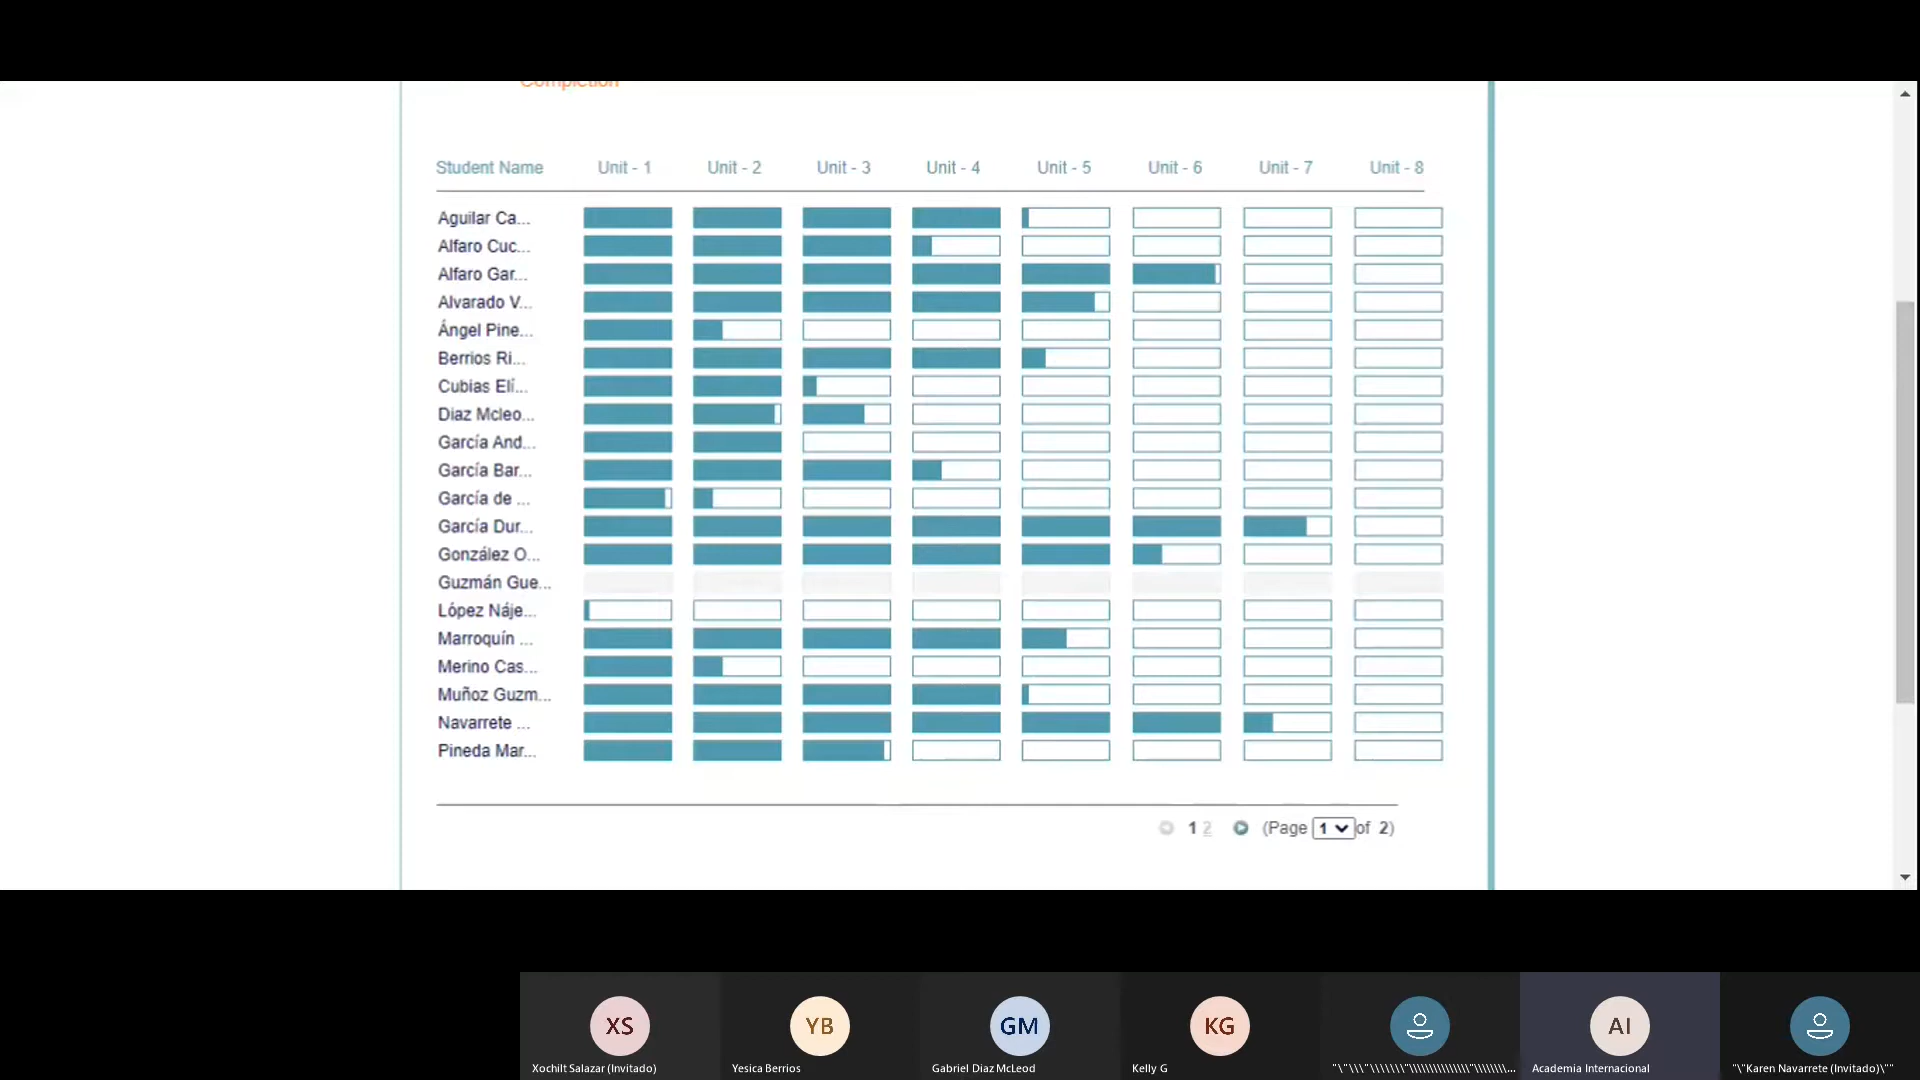 Completion
Student Name Unit - 1 Unit - 2 Unit - 3 Unit - 4 Unit - 5 Unit - 6 Unit - 7 Unit - 8
Aguilar Ca...
Alfaro Cuc...
Alfaro Gar...
Alvarado V...
Ángel Pine...
Berrios Ri...
Cubias Elí...
Diaz Mcleo...
García And...
García Bar...
García de ...
García Dur...
González O...
Guzmán Gue...
López Náje...
Marroquín ...
Merino Cas...
Muñoz Guzm...
Navarrete ...
Pineda Mar...
1 2 (Page 1 of 2)
XS YB GM KG AI
Xochilt Salazar (Invitado) Yesica Berrios Gabriel Diaz McLeod Kelly G "\"\\\"\\\\\\\"\\\\\\\\\\\\\\\"\\\\\\\... Academia Internacional "\"Karen Navarrete (Invitado)\""